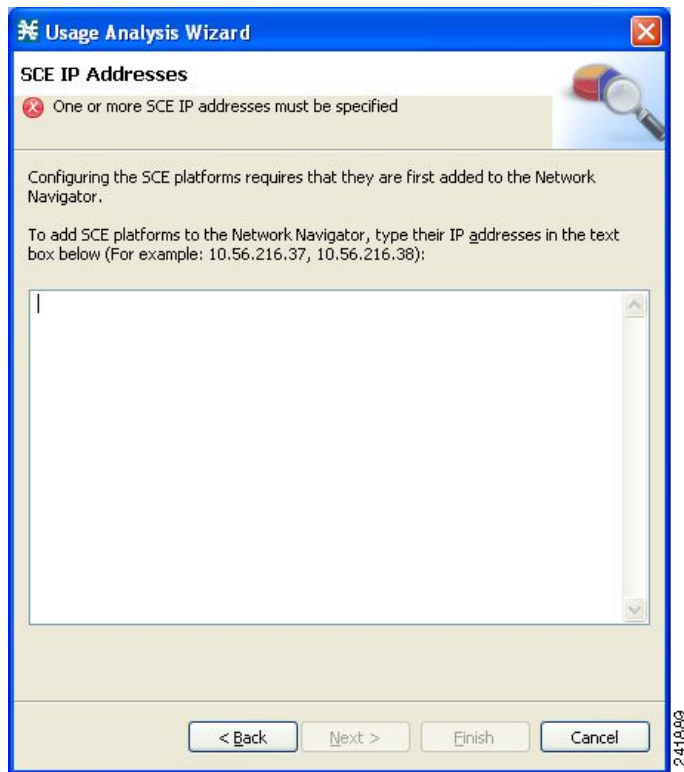 Usage Analysis Wizard
SCE IP Addresses
One or more SCE IP addresses must be specified
Configuring the SCE platforms requires that they are first added to the Network
Navigator.
To add SCE platforms to the Network Navigator, type their IP addresses in the text
box below (For example: 10.56.216.37, 10.56.216.38):
< Back
Next >
Finish
Cancel
241889